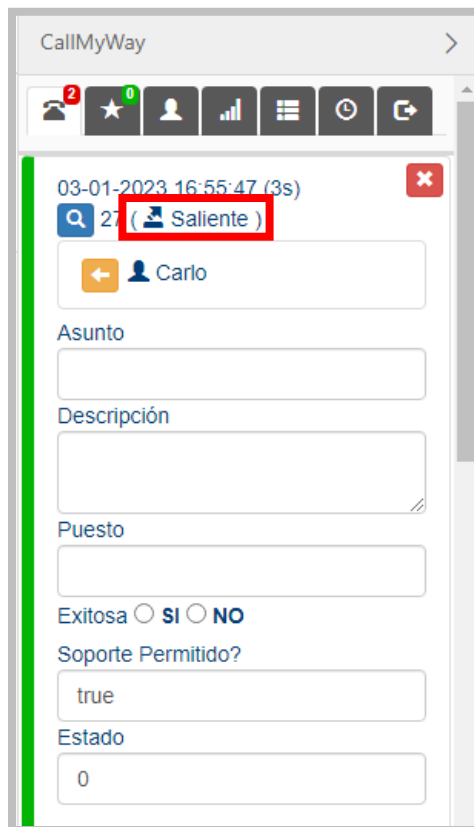 CallMyWay
2 0
03-01-2023 16:55:47 (3s)
27 ( Saliente )
Carlo
Asunto
Descripción
Puesto
Exitosa SI NO
Soporte Permitido?
true
Estado
0